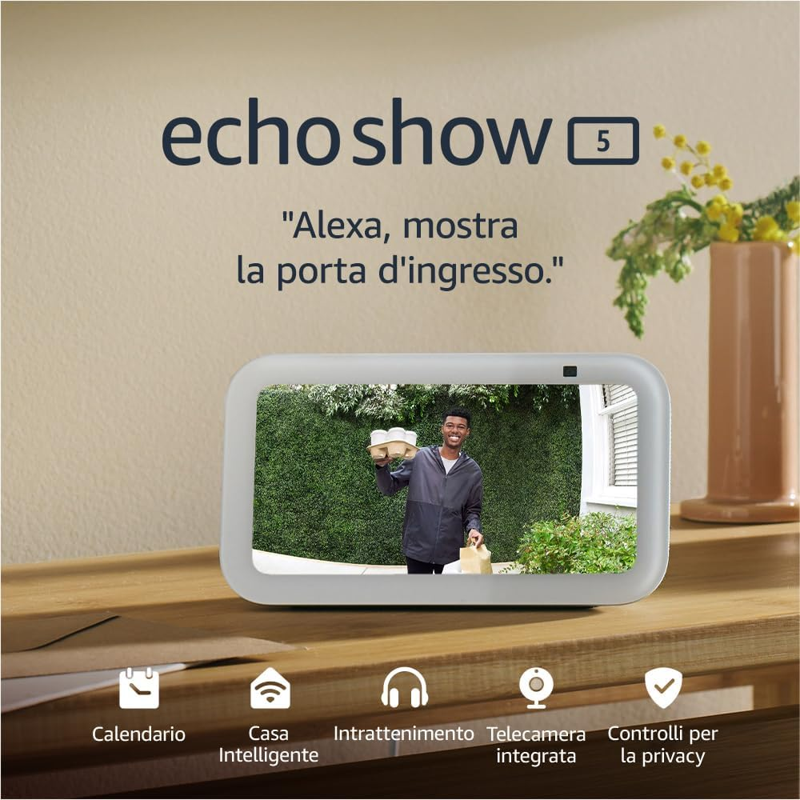 echo show 5
"Alexa, mostra
la porta d'ingresso."
Calendario
Casa
Intelligente
Intrattenimento
Telecamera
integrata
Controlli per
la privacy